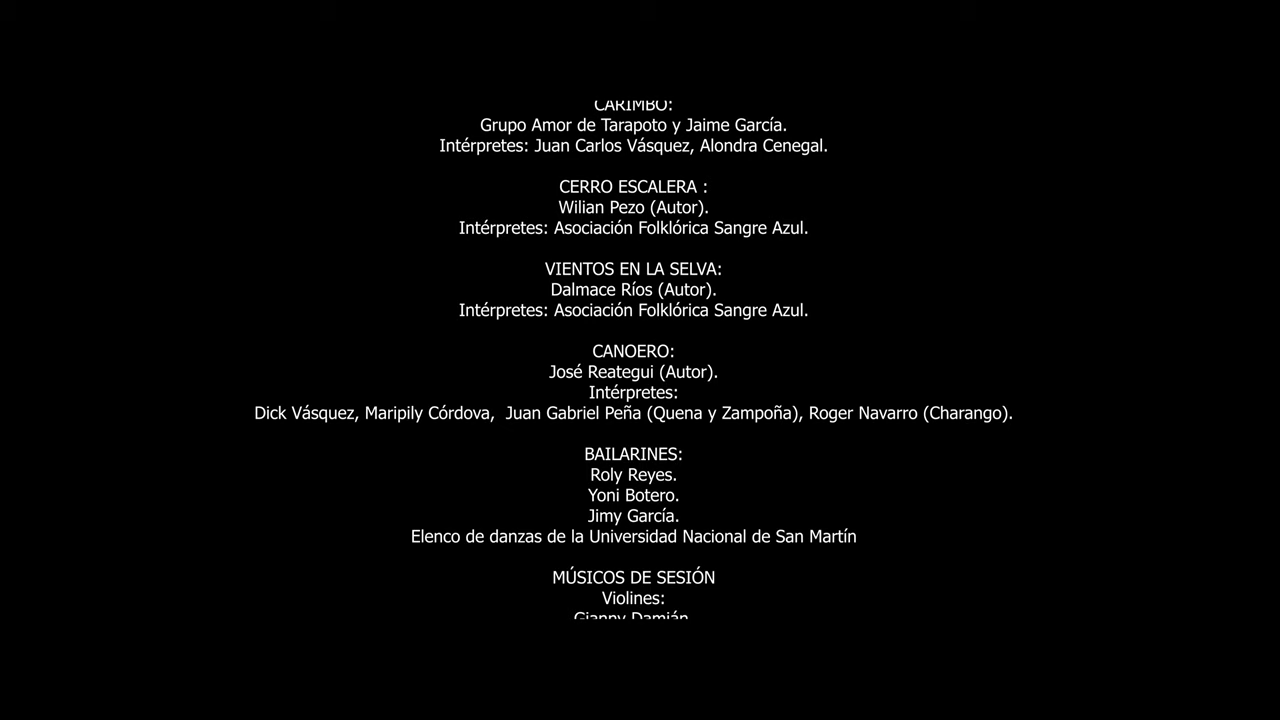 CARIMBO:
Grupo Amor de Tarapoto y Jaime García.
Intérpretes: Juan Carlos Vásquez, Alondra Cenegal.
CERRO ESCALERA :
Wilian Pezo (Autor).
Intérpretes: Asociación Folklórica Sangre Azul.
VIENTOS EN LA SELVA:
Dalmace Ríos (Autor).
Intérpretes: Asociación Folklórica Sangre Azul.
CANOERO:
José Reategui (Autor).
Intérpretes:
Dick Vásquez, Maripily Córdova,  Juan Gabriel Peña (Quena y Zampoña), Roger Navarro (Charango).
BAILARINES:
Roly Reyes.
Yoni Botero.
Jimy García.
Elenco de danzas de la Universidad Nacional de San Martín
MÚSICOS DE SESIÓN
Violines:
Gianny Damián